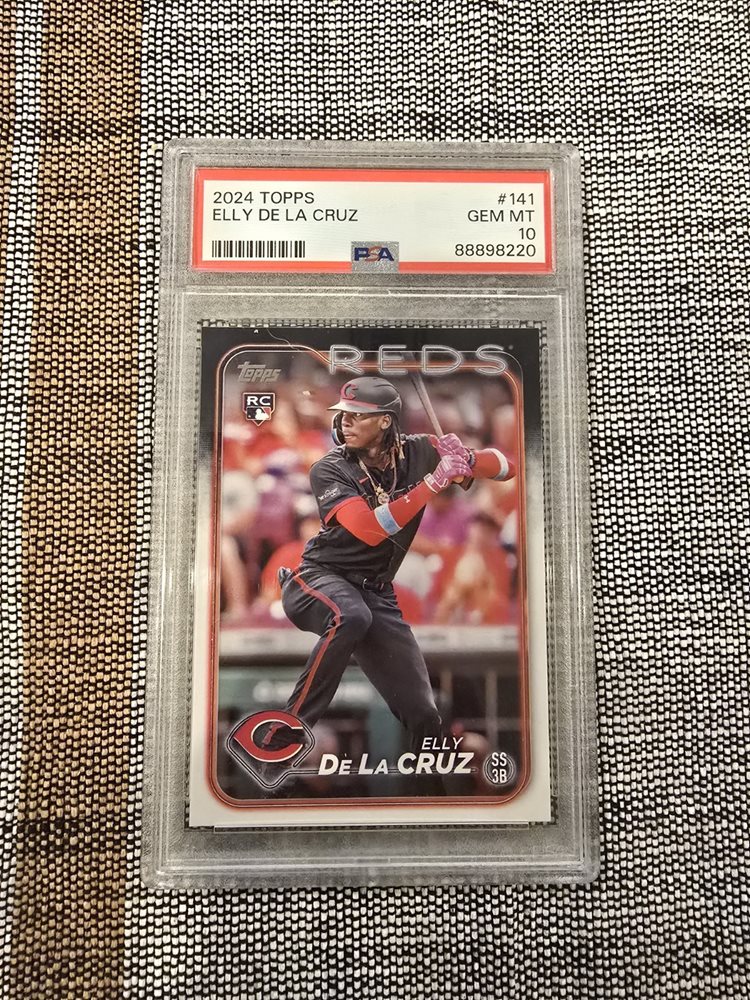 2024 TOPPS #141
ELLY DE LA CRUZ GEM MT
10
PSA 88898220
REDS
Topps
RC
C
C
ELLY
DE LA CRUZ
SS
3B